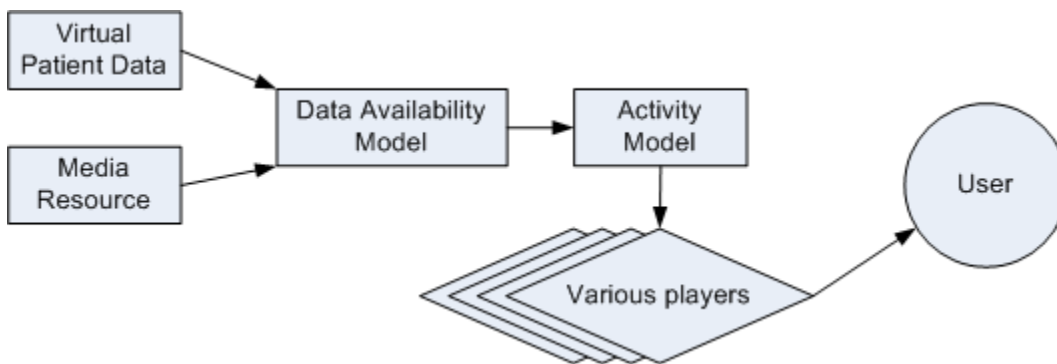 Virtual
Patient Data
Media
Resource
Data Availability
Model
Activity
Model
Various players
User